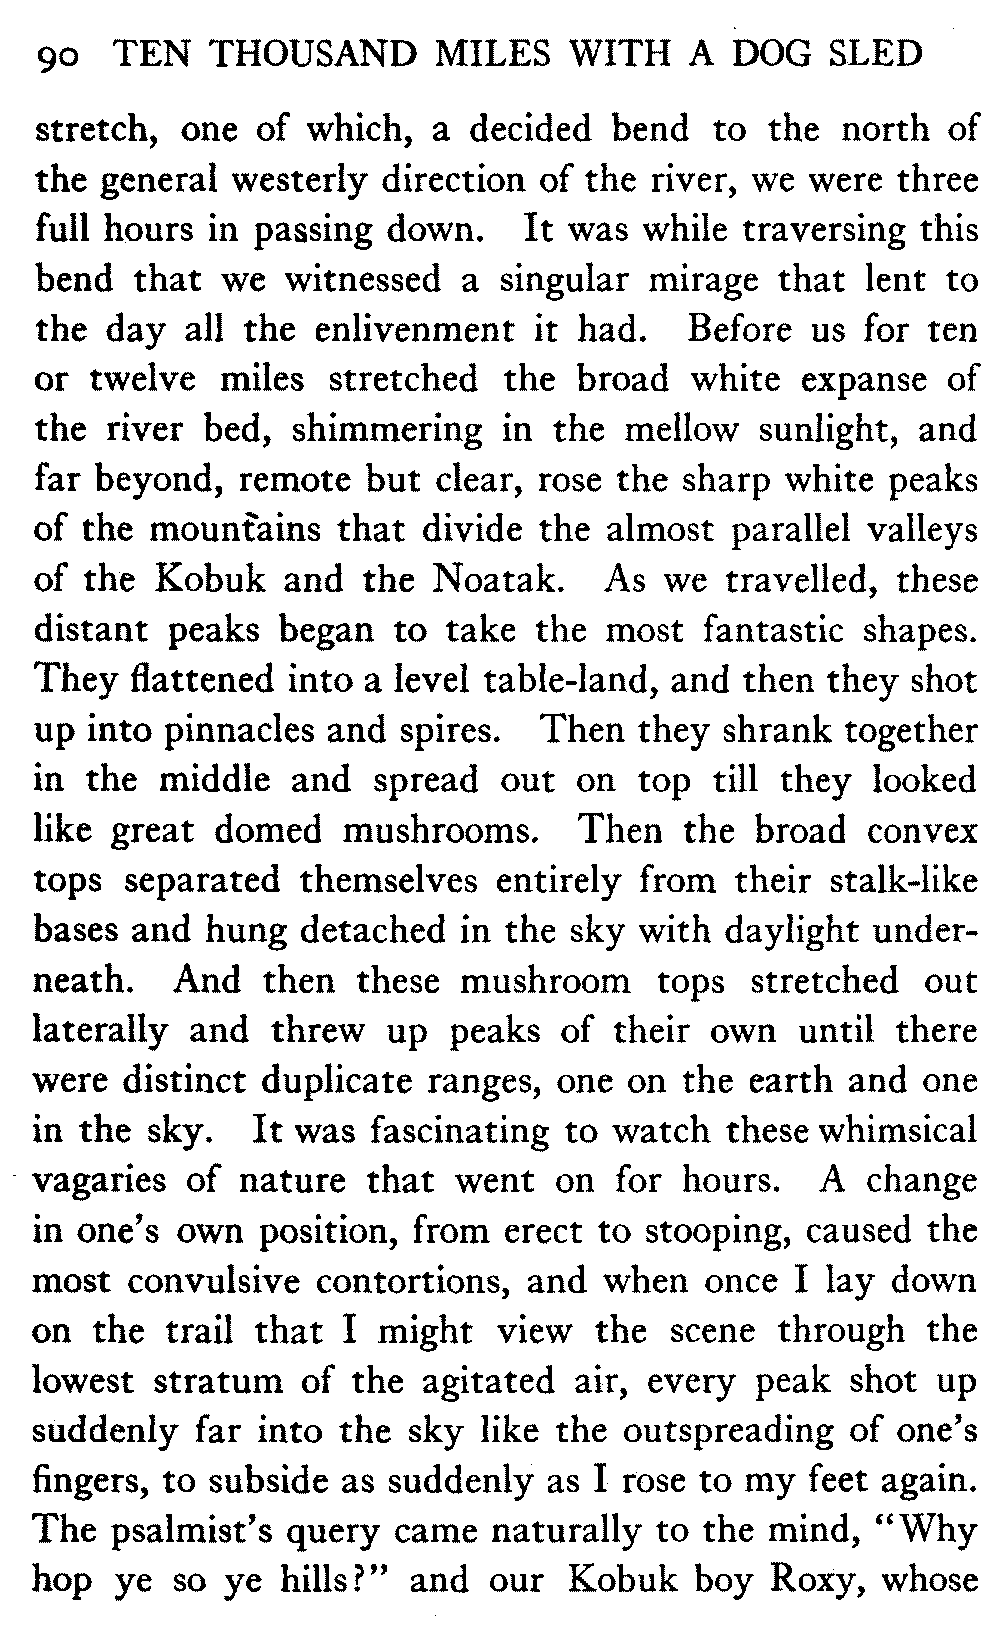 90 TEN THOUSAND MILES WITH A DOG SLED
stretch, one of which, a decided bend to the north of
the general westerly direction of the river, we were three
full hours in passing down. It was while traversing this
bend that we witnessed a singular mirage that lent to
the day all the enlivenment it had. Before us for ten
or twelve miles stretched the broad white expanse of
the river bed, shimmering in the mellow sunlight, and
far beyond, remote but clear, rose the sharp white peaks
of the mountains that divide the almost parallel valleys
of the Kobuk and the Noatak. As we travelled, these
distant peaks began to take the most fantastic shapes.
They flattened into a level table-land, and then they shot
up into pinnacles and spires. Then they shrank together
in the middle and spread out on top till they looked
like great domed mushrooms. Then the broad convex
tops separated themselves entirely from their stalk-like
bases and hung detached in the sky with daylight under-
neath. And then these mushroom tops stretched out
laterally and threw up peaks of their own until there
were distinct duplicate ranges, one on the earth and one
in the sky. It was fascinating to watch these whimsical
vagaries of nature that went on for hours. A change
in one's own position, from erect to stooping, caused the
most convulsive contortions, and when once I lay down
on the trail that I might view the scene through the
lowest stratum of the agitated air, every peak shot up
suddenly far into the sky like the outspreading of one's
fingers, to subside as suddenly as I rose to my feet again.
The psalmist's query came naturally to the mind, "Why
hop ye so ye hills?" and our Kobuk boy Roxy, whose